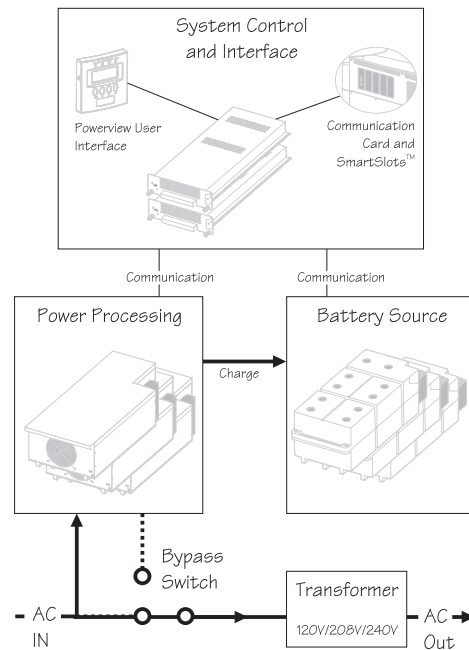 System Control
and Interface
Powerview User
Interface
Communication
Card and
SmartSlots™
Communication
Communication
Power Processing
Battery Source
Charge
Bypass
Switch
AC
IN
Transformer
120V/208V/240V
AC
Out